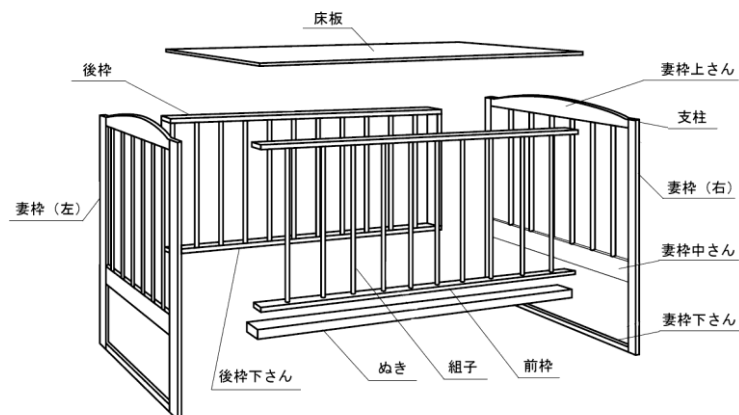 床板
後枠
妻枠上さん
支柱
妻枠（左）
妻枠（右）
妻枠中さん
妻枠下さん
後枠下さん
ぬき
組子
前枠